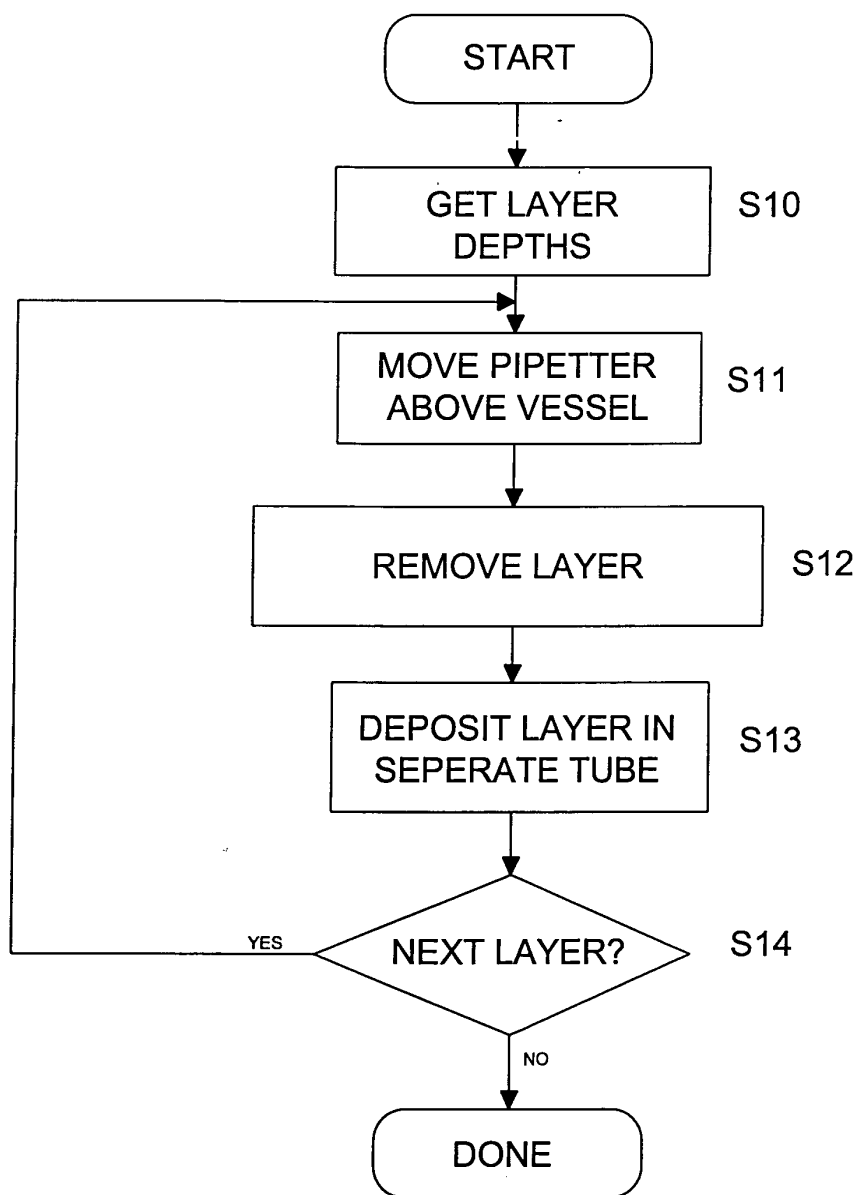 START
GET LAYER
DEPTHS
S10
MOVE PIPETTER
ABOVE VESSEL
S11
REMOVE LAYER
S12
DEPOSIT LAYER IN
SEPERATE TUBE
S13
NEXT LAYER?
S14
YES
NO
DONE